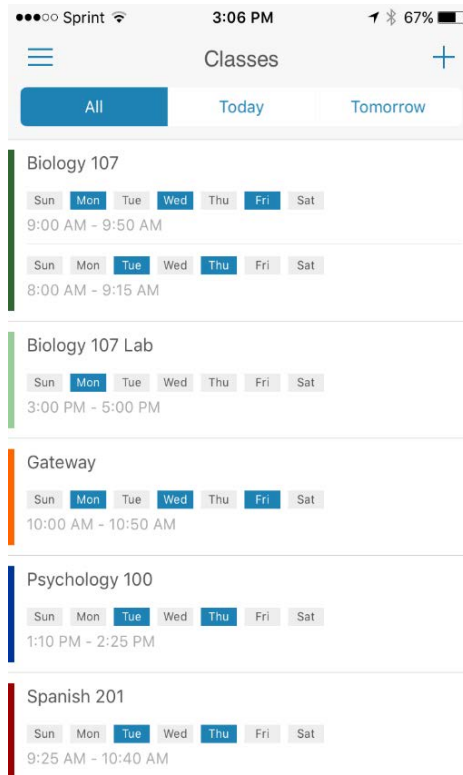 Sprint 3:06 PM 67%
Classes +
All Today Tomorrow
Biology 107
Sun Mon Tue Wed Thu Fri Sat
9:00 AM - 9:50 AM
Sun Mon Tue Wed Thu Fri Sat
8:00 AM - 9:15 AM
Biology 107 Lab
Sun Mon Tue Wed Thu Fri Sat
3:00 PM - 5:00 PM
Gateway
Sun Mon Tue Wed Thu Fri Sat
10:00 AM - 10:50 AM
Psychology 100
Sun Mon Tue Wed Thu Fri Sat
1:10 PM - 2:25 PM
Spanish 201
Sun Mon Tue Wed Thu Fri Sat
9:25 AM - 10:40 AM